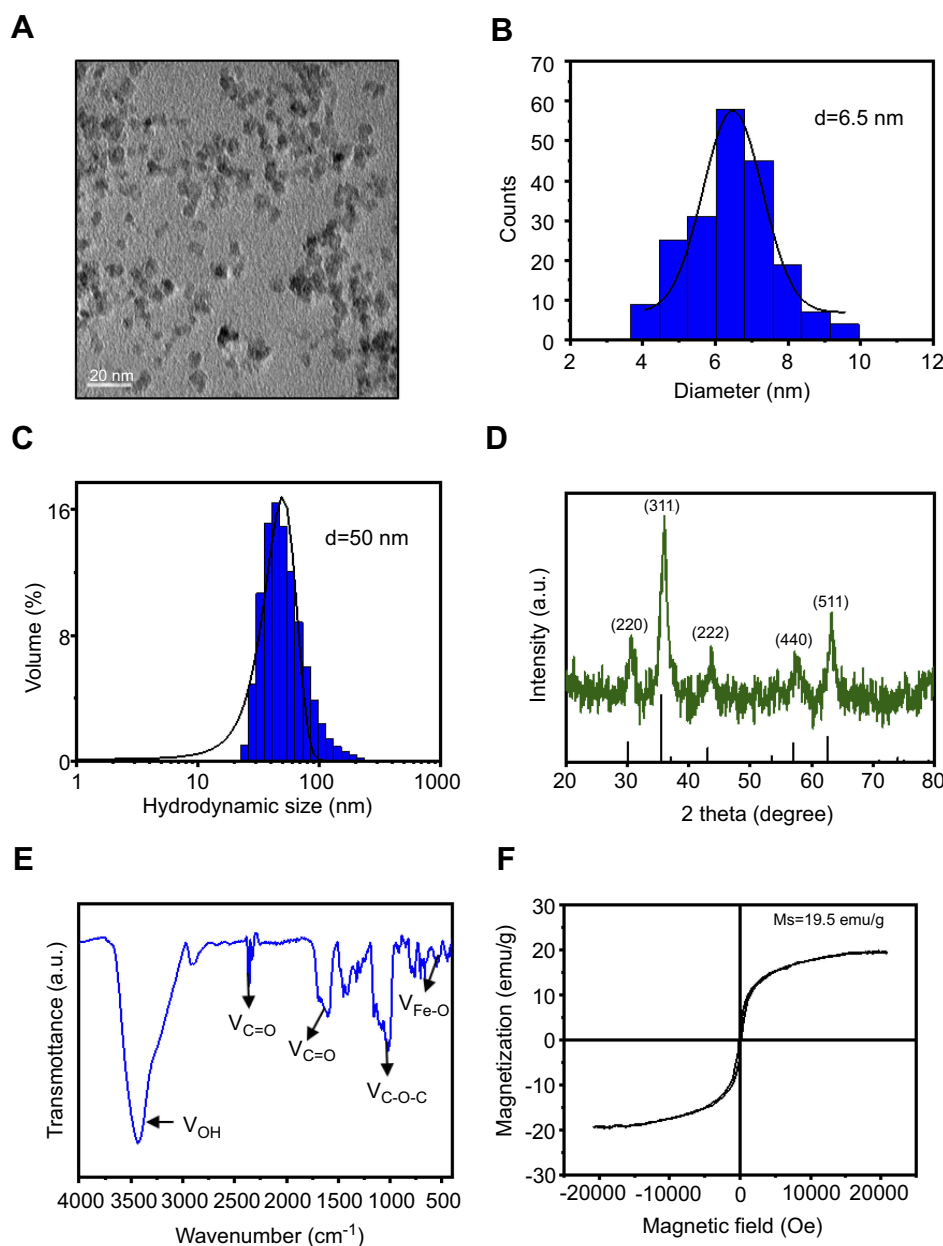 A
20 nm
B
70
60
50
40
30
20
10
0
Counts
d=6.5 nm
2 4 6 8 10 12
Diameter (nm)
C
16
8
0
Volume (%)
d=50 nm
1 10 100 1000
Hydrodynamic size (nm)
D
Intensity (a.u.)
(311)
(220)
(222)
(440)
(511)
20 30 40 50 60 70 80
2 theta (degree)
E
Transmottance (a.u.)
VC=O
VC=O
VFe-O
VC-O-C
VOH
4000 3500 3000 2500 2000 1500 1000 500
Wavenumber (cm-1)
F
Ms=19.5 emu/g
30
20
10
0
-10
-20
-30
Magnetization (emu/g)
-20000 -10000 0 10000 20000
Magnetic field (Oe)